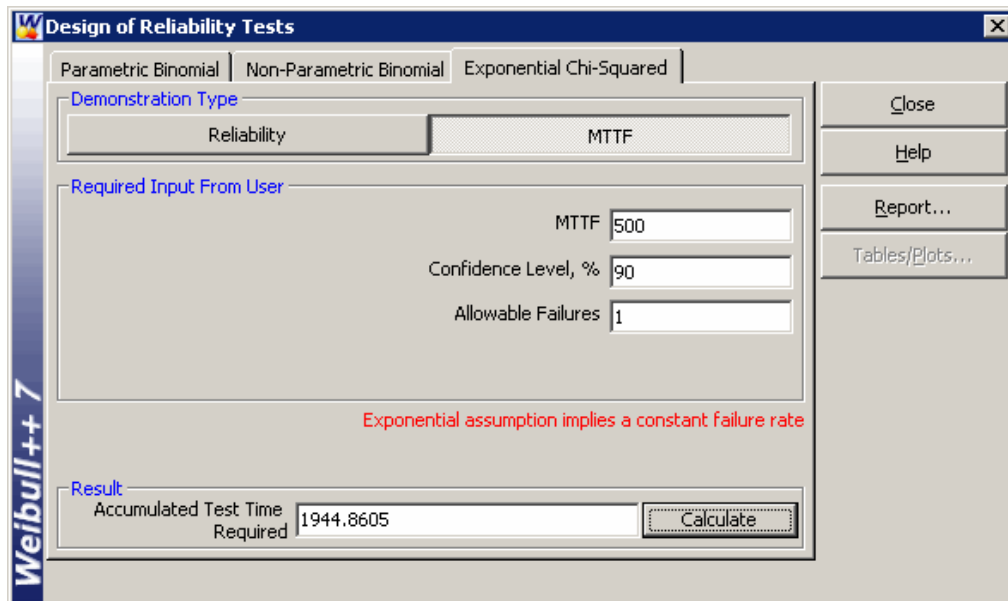 Design of Reliability Tests
Parametric Binomial
Non-Parametric Binomial
Exponential Chi-Squared
Demonstration Type
Reliability
MTTF
Required Input From User
MTTF
500
Confidence Level, %
90
Allowable Failures
1
Exponential assumption implies a constant failure rate
Result
Accumulated Test Time
Required
1944.8605
Calculate
Close
Help
Report...
Tables/Plots...
Weibull++ 7